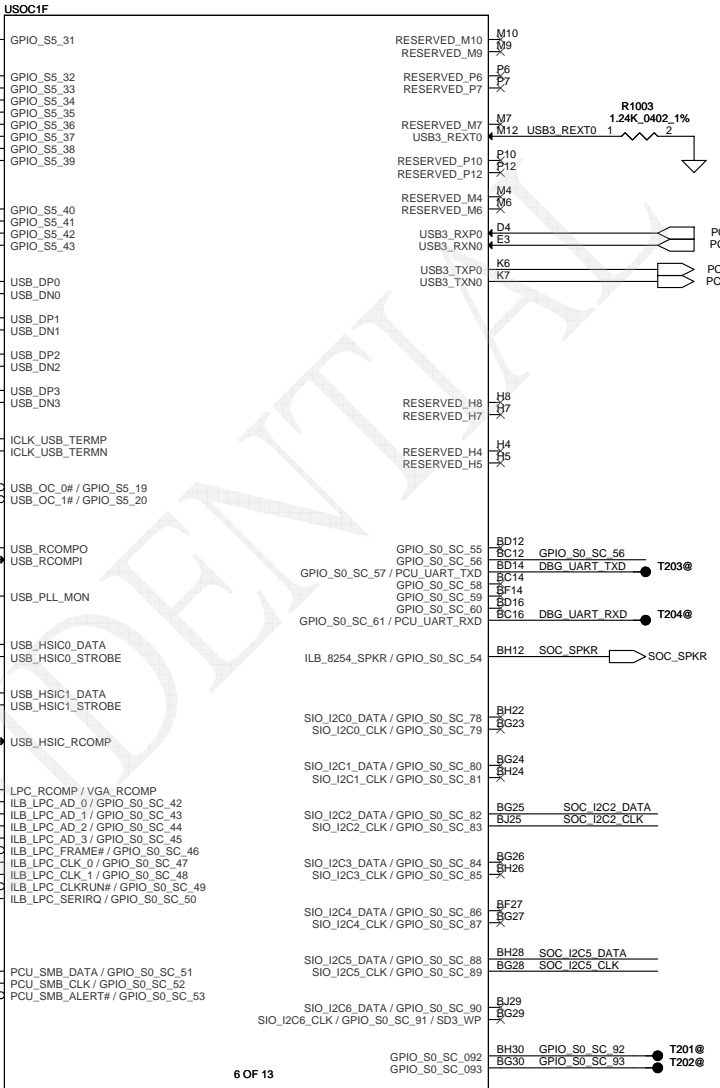 USOC1F
GPIO_S5_31
RESERVED_M10 M10
RESERVED_M9 M9
GPIO_S5_32 RESERVED_P6 P6
GPIO_S5_33 RESERVED_P7 P7
GPIO_S5_34
GPIO_S5_35
GPIO_S5_36 RESERVED_M7 M7
GPIO_S5_37 USB3_REXT0 M12 USB3_REXT0 1 2
R1003
1.24K_0402_1%
GPIO_S5_38
GPIO_S5_39 RESERVED_P10 P10
RESERVED_P12 P12
RESERVED_M4 M4
GPIO_S5_40 RESERVED_M6 M6
GPIO_S5_41
GPIO_S5_42 USB3_RXP0 D4
GPIO_S5_43 USB3_RXN0 E3
USB3_TXP0 K6
USB_DP0 USB3_TXN0 K7
USB_DN0
USB_DP1
USB_DN1
USB_DP2
USB_DN2
USB_DP3
USB_DN3 RESERVED_H8 H8
RESERVED_H7 H7
ICLK_USB_TERMP
ICLK_USB_TERMN RESERVED_H4 H4
RESERVED_H5 H5
USB_OC_0# / GPIO_S5_19
USB_OC_1# / GPIO_S5_20
USB_RCOMPO GPIO_S0_SC_55 BD12
USB_RCOMPI GPIO_S0_SC_56 BC12 GPIO_S0_SC_56
GPIO_S0_SC_57 / PCU_UART_TXD BD14 DBG_UART_TXD T203@
GPIO_S0_SC_58 BC14
USB_PLL_MON GPIO_S0_SC_59 BF14
GPIO_S0_SC_60 BD16
GPIO_S0_SC_61 / PCU_UART_RXD BC16 DBG_UART_RXD T204@
USB_HSIC0_DATA
USB_HSIC0_STROBE ILB_8254_SPKR / GPIO_S0_SC_54 BH12 SOC_SPKR SOC_SPKR
USB_HSIC1_DATA
USB_HSIC1_STROBE
SIO_I2C0_DATA / GPIO_S0_SC_78 BH22
SIO_I2C0_CLK / GPIO_S0_SC_79 BG23
USB_HSIC_RCOMP
SIO_I2C1_DATA / GPIO_S0_SC_80 BG24
SIO_I2C1_CLK / GPIO_S0_SC_81 BH24
LPC_RCOMP / VGA_RCOMP
ILB_LPC_AD_0 / GPIO_S0_SC_42
ILB_LPC_AD_1 / GPIO_S0_SC_43 SIO_I2C2_DATA / GPIO_S0_SC_82 BG25 SOC_I2C2_DATA
ILB_LPC_AD_2 / GPIO_S0_SC_44 SIO_I2C2_CLK / GPIO_S0_SC_83 BJ25 SOC_I2C2_CLK
ILB_LPC_AD_3 / GPIO_S0_SC_45
ILB_LPC_FRAME# / GPIO_S0_SC_46
ILB_LPC_CLK_0 / GPIO_S0_SC_47 SIO_I2C3_DATA / GPIO_S0_SC_84 BG26
ILB_LPC_CLK_1 / GPIO_S0_SC_48 SIO_I2C3_CLK / GPIO_S0_SC_85 BH26
ILB_LPC_CLKRUN# / GPIO_S0_SC_49
ILB_LPC_SERIRQ / GPIO_S0_SC_50
SIO_I2C4_DATA / GPIO_S0_SC_86 BF27
SIO_I2C4_CLK / GPIO_S0_SC_87 BG27
SIO_I2C5_DATA / GPIO_S0_SC_88 BH28 SOC_I2C5_DATA
PCU_SMB_DATA / GPIO_S0_SC_51 SIO_I2C5_CLK / GPIO_S0_SC_89 BG28 SOC_I2C5_CLK
PCU_SMB_CLK / GPIO_S0_SC_52
PCU_SMB_ALERT# / GPIO_S0_SC_53
SIO_I2C6_DATA / GPIO_S0_SC_90 BJ29
SIO_I2C6_CLK / GPIO_S0_SC_91 / SD3_WP BG29
GPIO_S0_SC_092 BH30 GPIO_S0_SC_92 T201@
GPIO_S0_SC_093 BG30 GPIO_S0_SC_93 T202@
6 OF 13
IDENTIAL